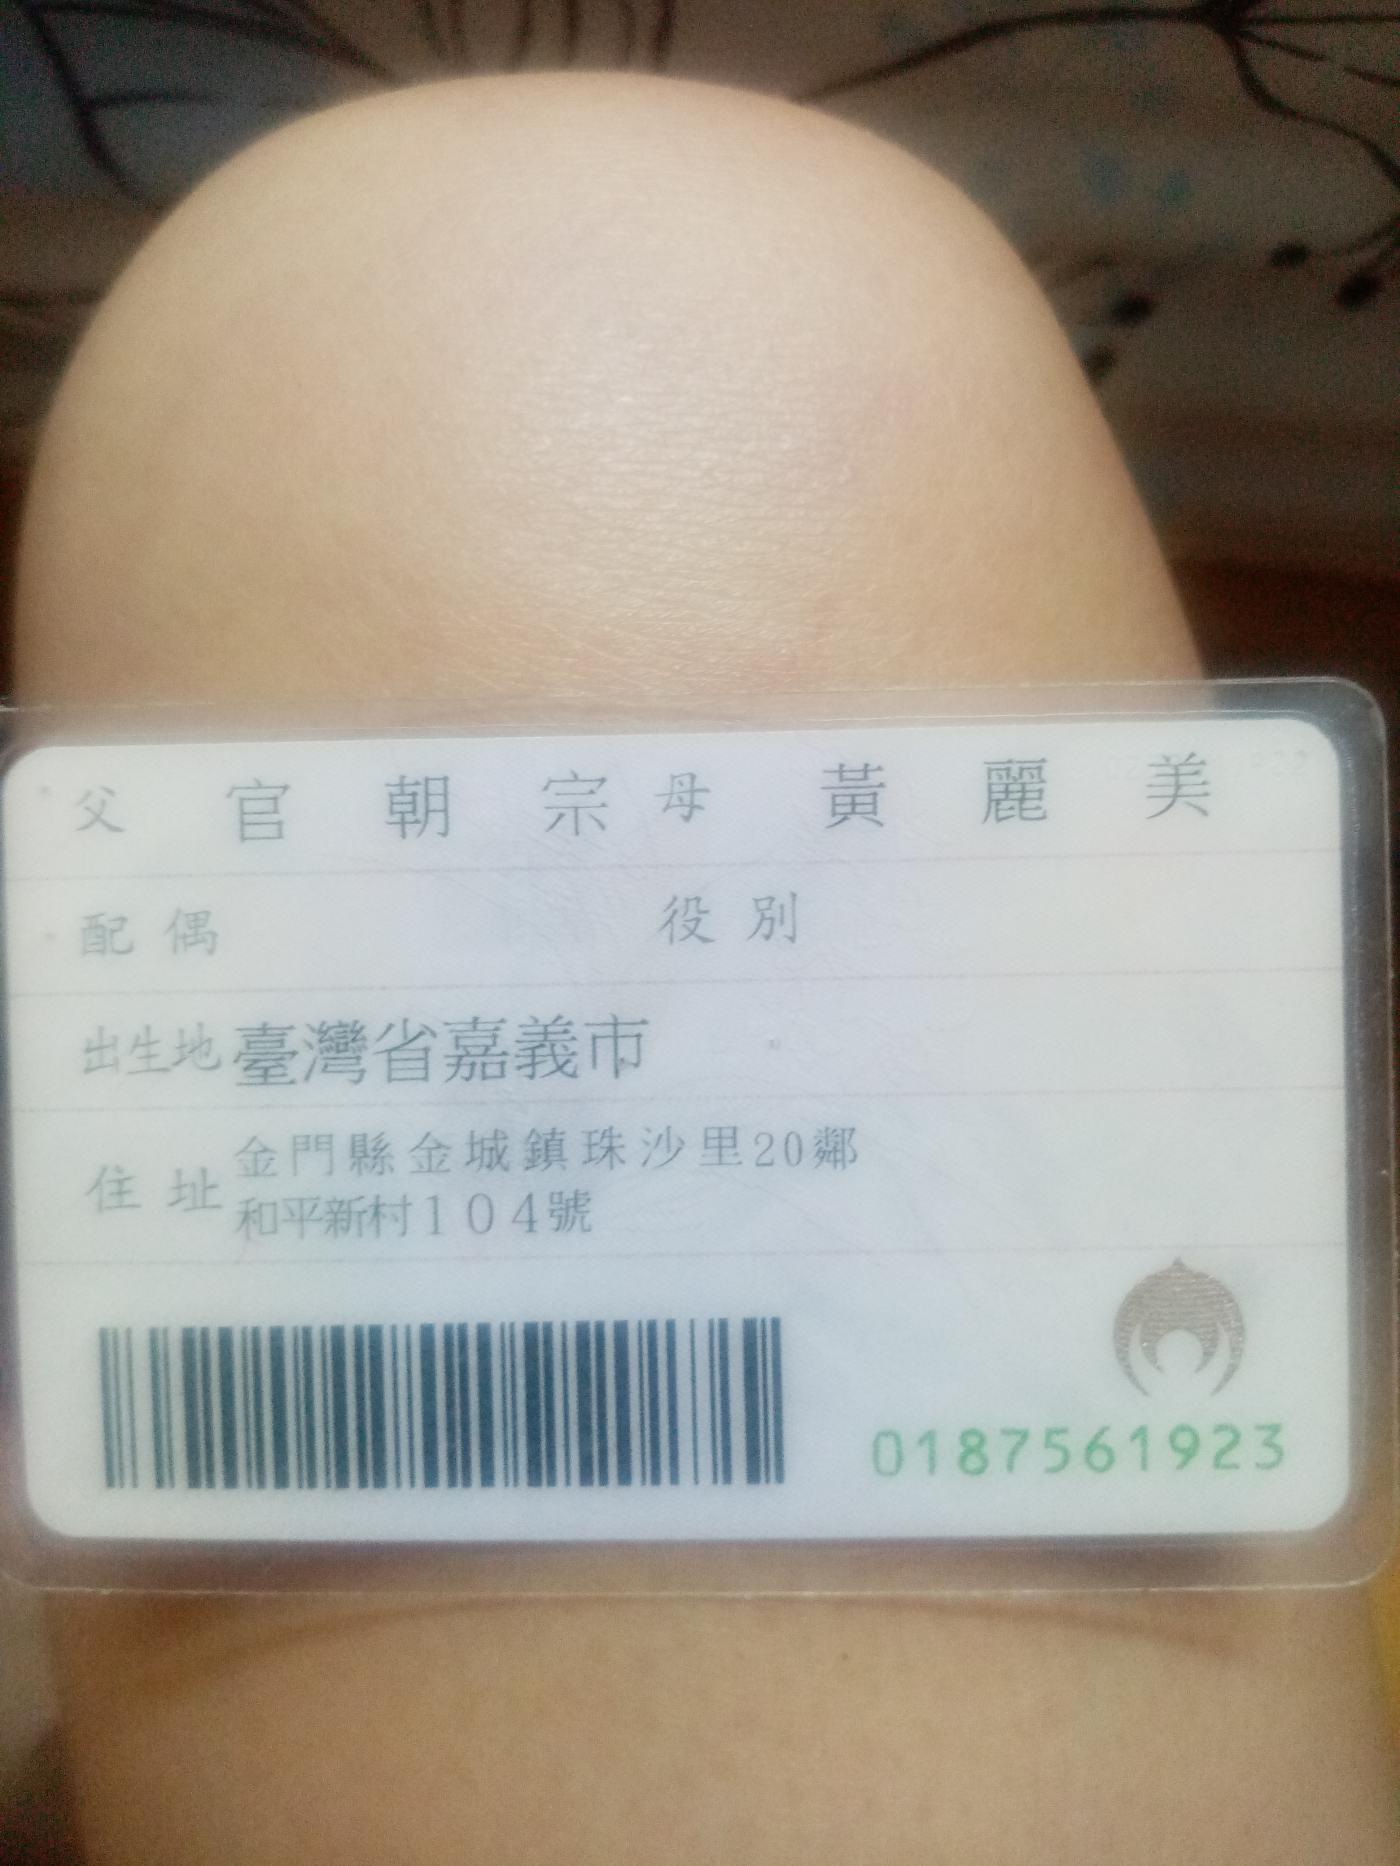 父 官朝宗 母 黃麗美
配偶 役別
出生地 臺灣省嘉義市
住址 金門縣金城鎮珠沙里20鄰
和平新村104號
0187561923